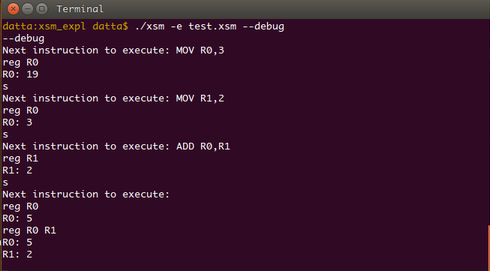 Terminal
datta:xsm_expl datta$ ./xsm -e test.xsm --debug
--debug
Next instruction to execute: MOV R0,3
reg R0
R0: 19
s
Next instruction to execute: MOV R1,2
reg R0
R0: 3
s
Next instruction to execute: ADD R0,R1
reg R1
R1: 2
s
Next instruction to execute:
reg R0
R0: 5
reg R0 R1
R0: 5
R1: 2